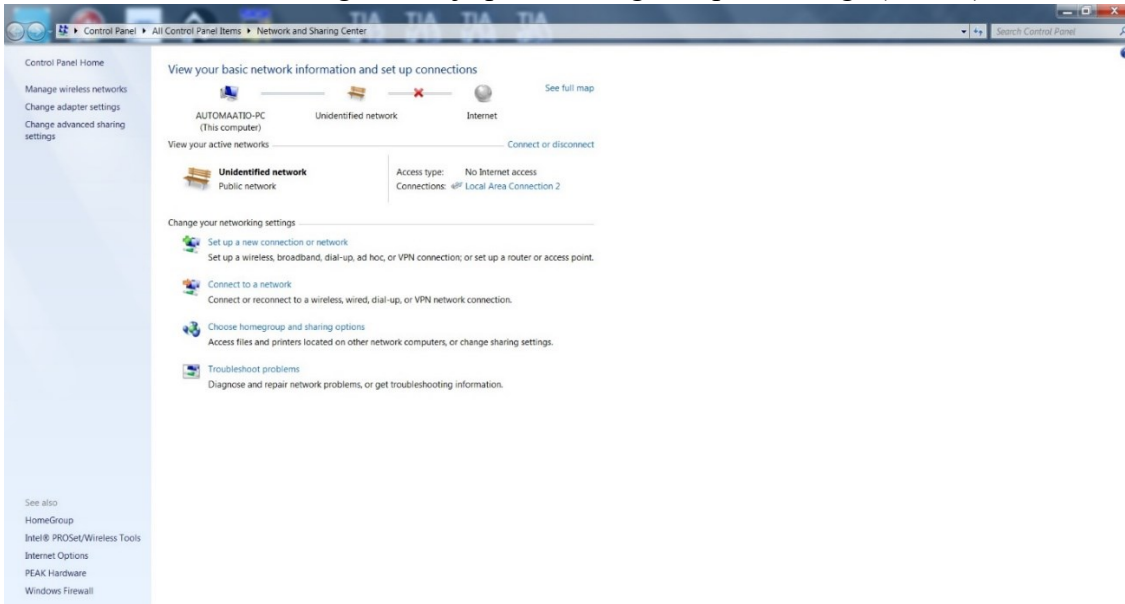 TIA TIA TIA TIA
Control Panel All Control Panel Items Network and Sharing Center
Search Control Panel
Control Panel Home
Manage wireless networks
Change adapter settings
Change advanced sharing
settings
View your basic network information and set up connections
See full map
AUTOMAATIO-PC
(This computer)
Unidentified network
Internet
View your active networks
Connect or disconnect
Unidentified network
Public network
Access type: No Internet access
Connections: Local Area Connection 2
Change your networking settings
Set up a new connection or network
Set up a wireless, broadband, dial-up, ad hoc, or VPN connection; or set up a router or access point.
Connect to a network
Connect or reconnect to a wireless, wired, dial-up, or VPN network connection.
Choose homegroup and sharing options
Access files and printers located on other network computers, or change sharing settings.
Troubleshoot problems
Diagnose and repair network problems, or get troubleshooting information.
See also
HomeGroup
Intel® PROSet/Wireless Tools
Internet Options
PEAK Hardware
Windows Firewall